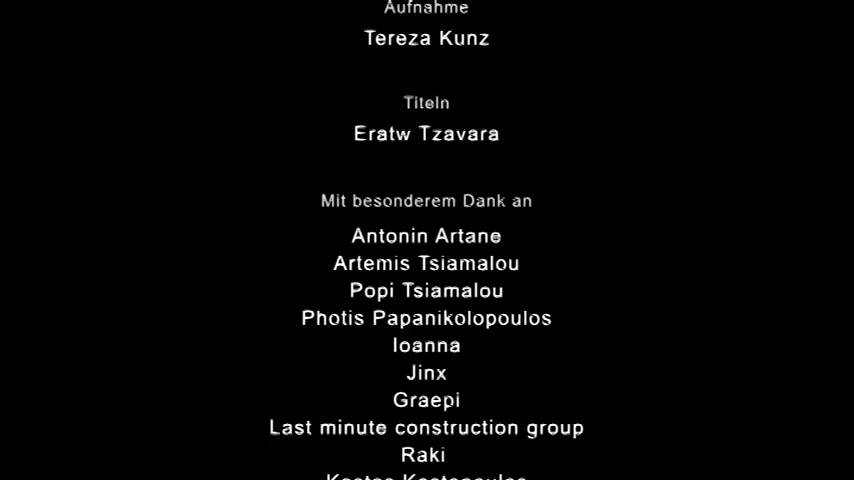 Aufnahme
Tereza Kunz
Titeln
Eratw Tzavara
Mit besonderem Dank an
Antonin Artane
Artemis Tsiamalou
Popi Tsiamalou
Photis Papanikolopoulos
Ioanna
Jinx
Graepi
Last minute construction group
Raki